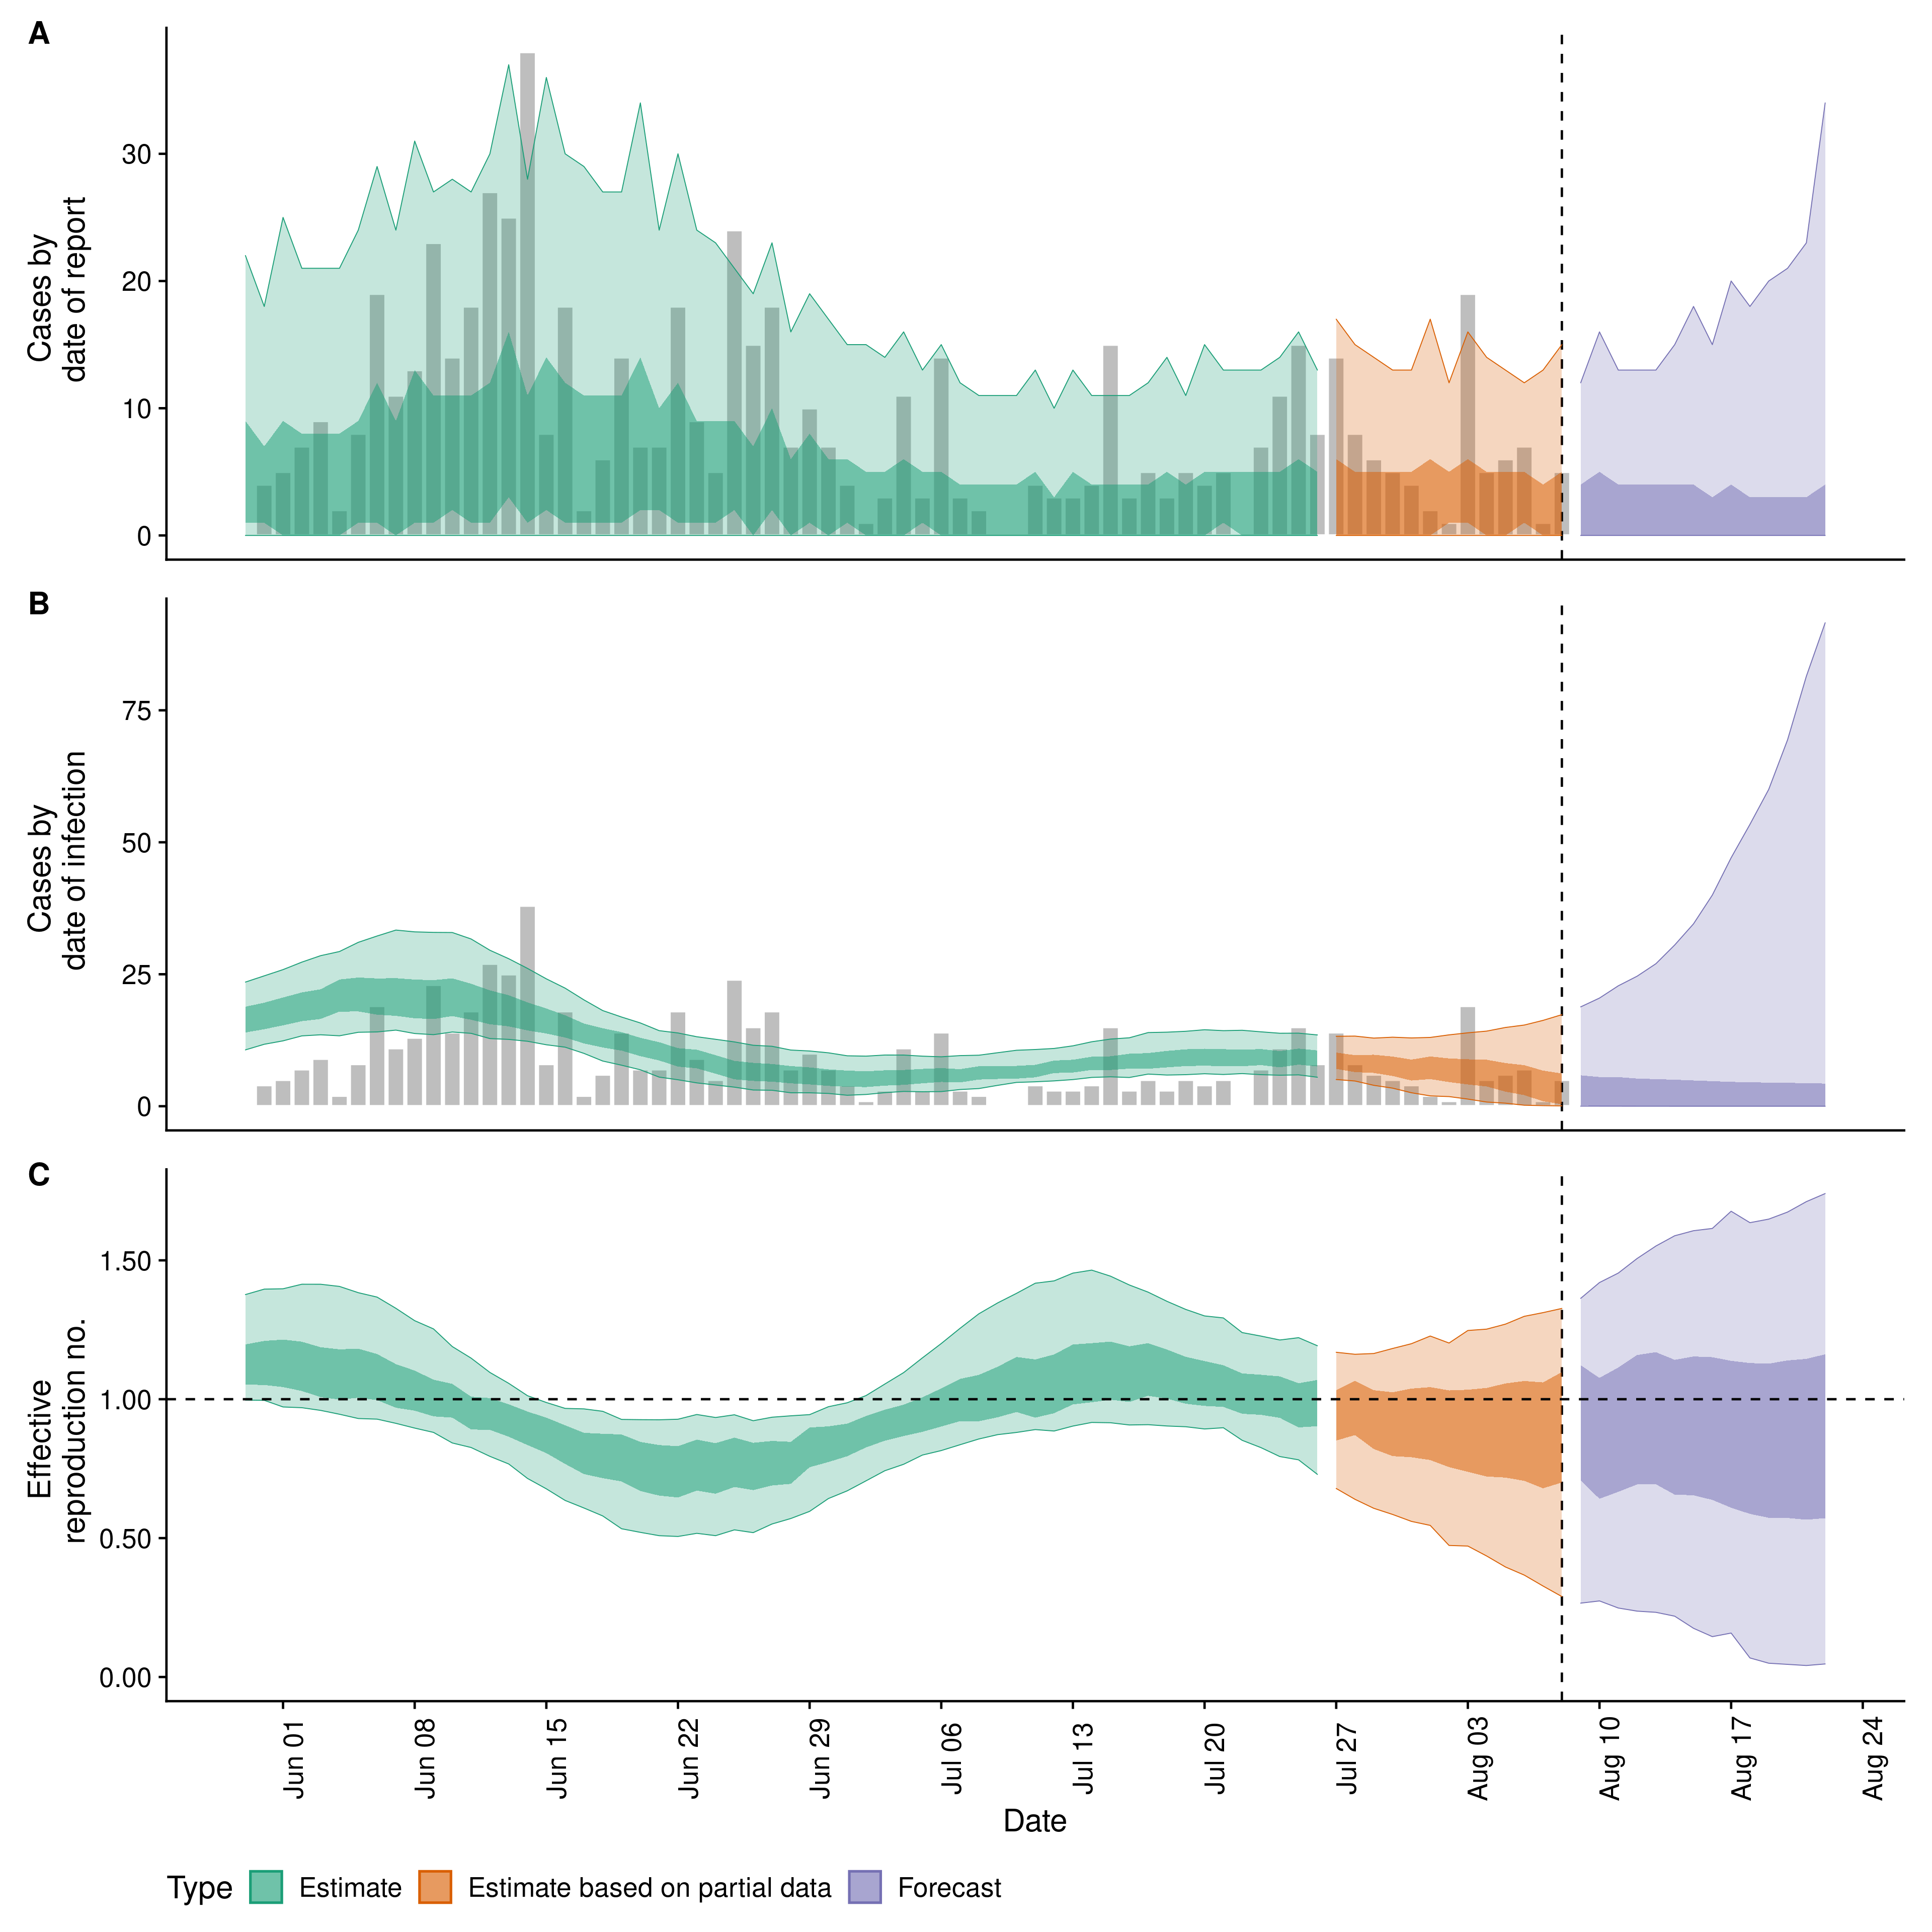 A
Cases by
date of report
30
20
10
0
B
Cases by
date of infection
75
50
25
0
C
Effective
reproduction no.
1.50
1.00
0.50
0.00
Jun 01
Jun 08
Jun 15
Jun 22
Jun 29
Jul 06
Jul 13
Jul 20
Jul 27
Aug 03
Aug 10
Aug 17
Aug 24
Date
Type Estimate Estimate based on partial data Forecast